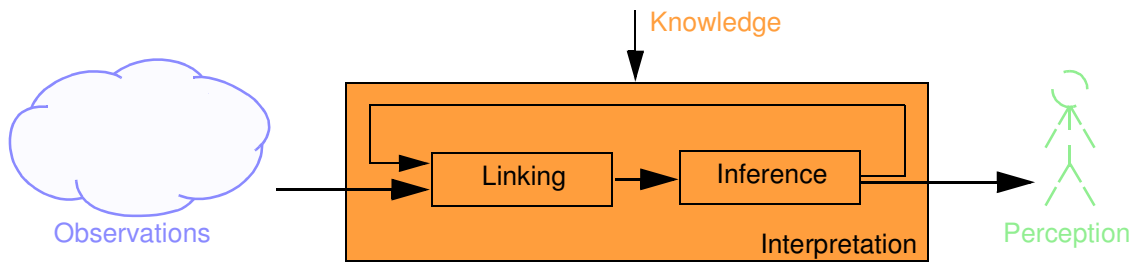 Knowledge
Linking
Inference
Observations
Interpretation
Perception